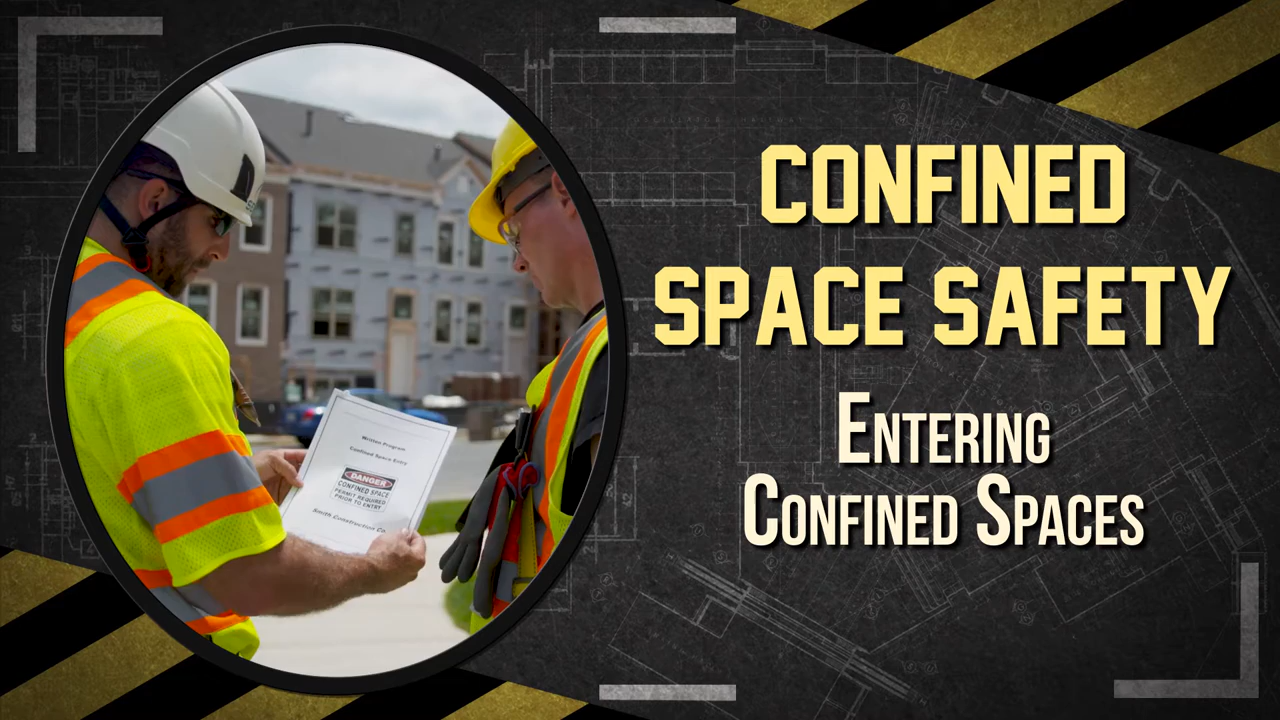 CONFINED
SPACE SAFETY
ENTERING
CONFINED SPACES
Written Program
Confined Space Entry
DANGER
CONFINED SPACE
PERMIT REQUIRED
PRIOR TO ENTRY
Smith Construction Co.